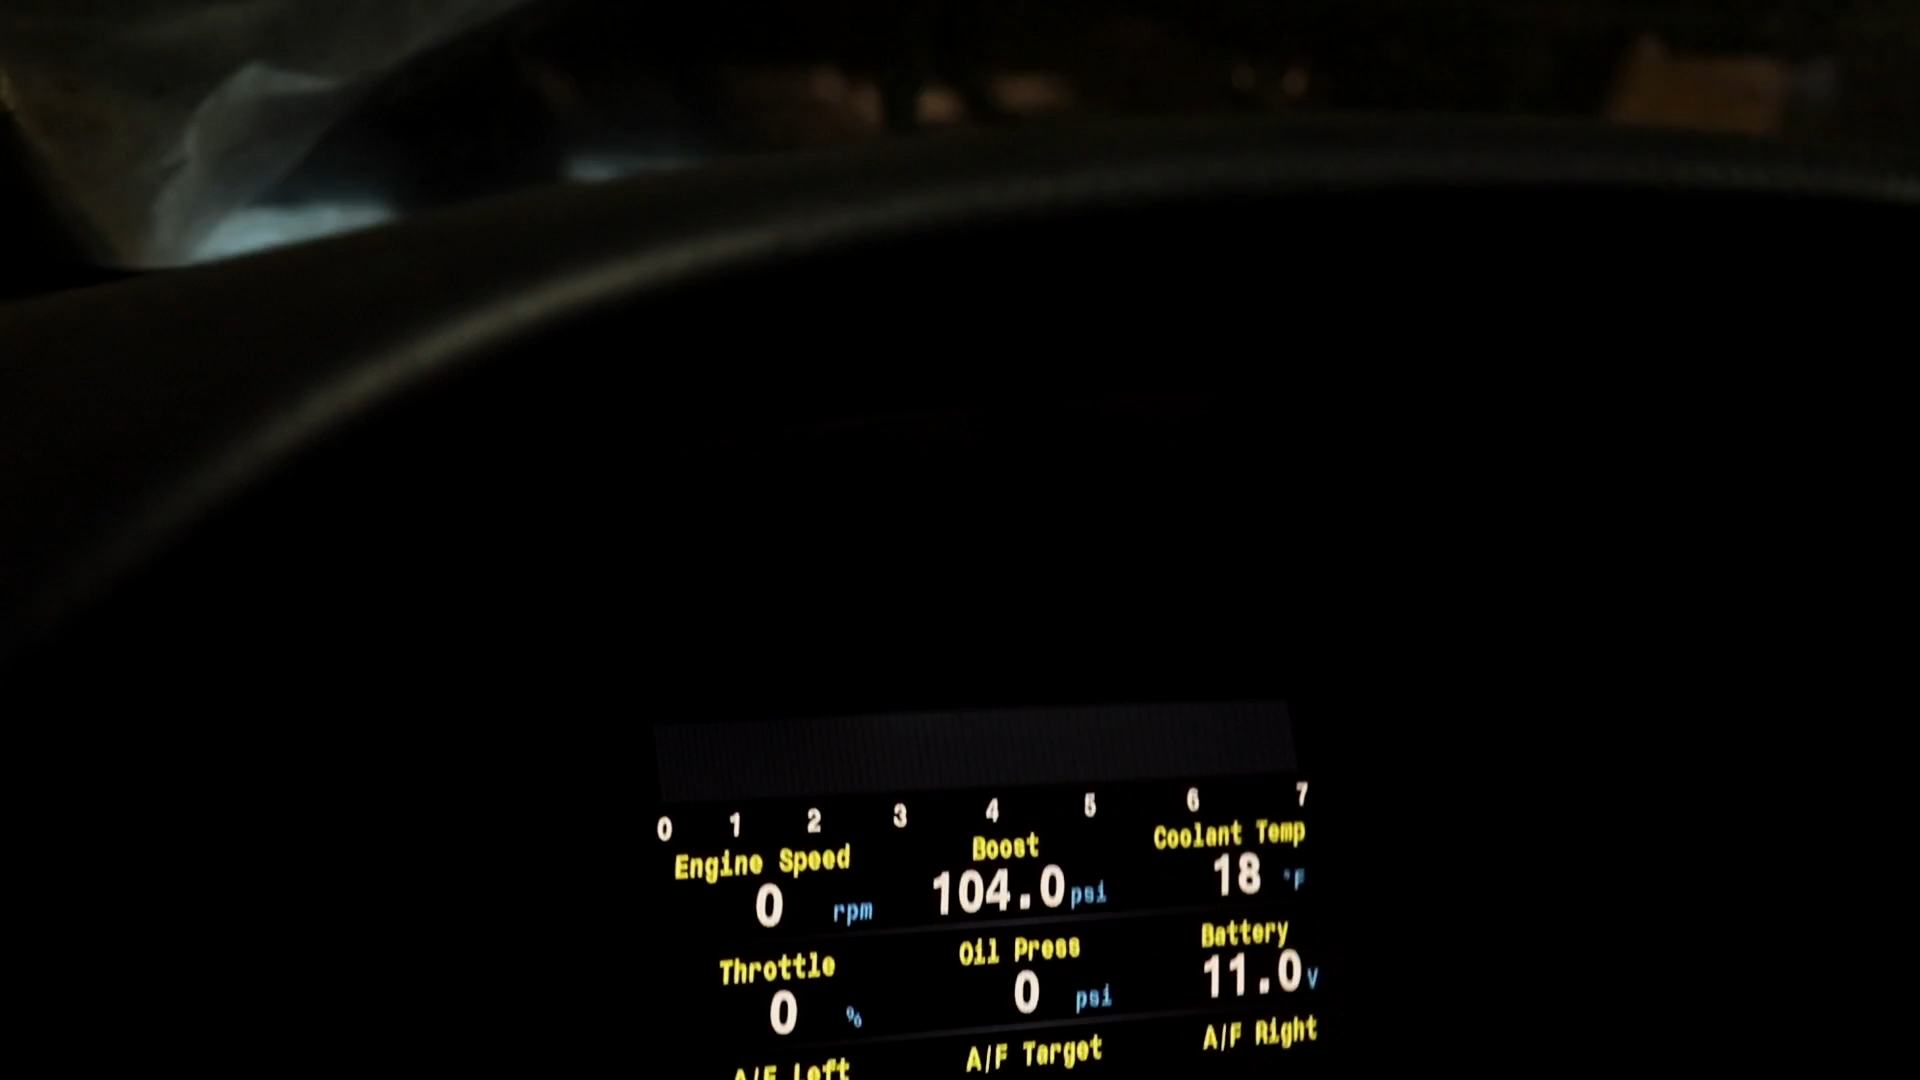 0 1 2 3 4 5 6 7
Engine Speed Boost Coolant Temp
0 rpm 104.0 psi 18 °F
Throttle Oil Press Battery
0 % 0 psi 11.0 V
A/F Left A/F Target A/F Right